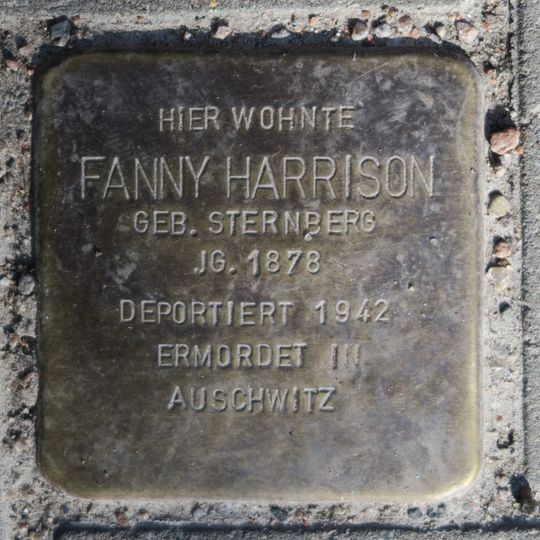 HIER WOHNTE
FANNY HARRISON
GEB. STERNBERG
JG. 1878
DEPORTIERT 1942
ERMORDET IN
AUSCHWITZ